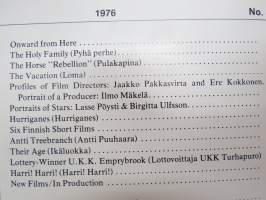 1976 No.
Onward from Here
The Holy Family (Pyhä perhe)
The Horse "Rebellion" (Pulakapina)
The Vacation (Loma)
Profiles of Film Directors: Jaakko Pakkasvirta and Ere Kokkonen.
Portrait of a Producer: Ilmo Mäkelä
Portraits of Stars: Lasse Pöysti & Birgitta Ulfsson.
Hurriganes (Hurriganes)
Six Finnish Short Films
Antti Treebranch (Antti Puuhaara)
Their Age (Ikäluokka)
Lottery-Winner U.K.K. Emprybrook (Lottovoittaja UKK Turhapuro)
Harri! Harri! (Harri! Harri!)
New Films/In Production